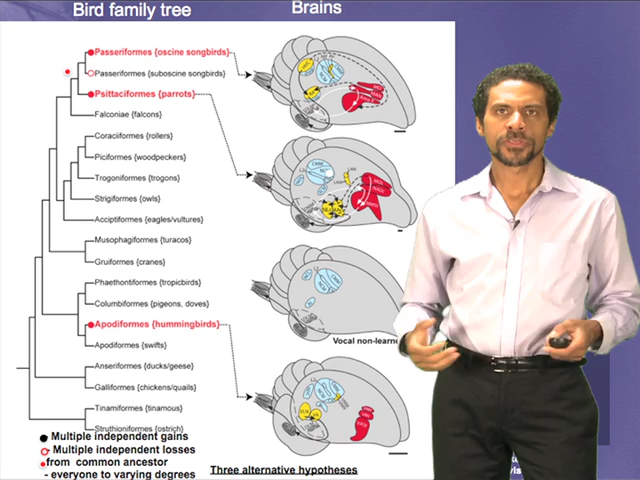 Bird family tree
Brains
Passeriformes {oscine songbirds}
Passeriformes {suboscine songbirds}
Psittaciformes {parrots}
Falconiae {falcons}
Coraciiformes {rollers}
Piciformes {woodpeckers}
Trogoniformes {trogons}
Strigiformes {owls}
Acciptiformes {eagles/vultures}
Musophagiformes {turacos}
Gruiformes {cranes}
Phaethontiformes {tropicbirds}
Columbiformes {pigeons, doves}
Vocal non-learne
Apodiformes {hummingbirds}
Apodiformes {swifts}
Anseriformes {ducks/geese}
Galliformes {chickens/quails}
Tinamiformes {tinamous}
Struthioniformes {ostrich}
Multiple independent gains
Multiple independent losses
from common ancestor
- everyone to varying degrees
Three alternative hypotheses